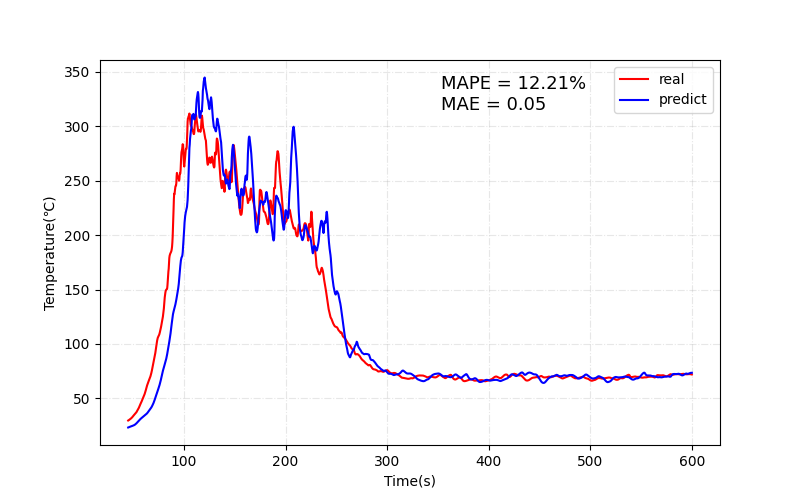 MAPE = 12.21%
MAE = 0.05
real
predict
Temperature(℃)
350
300
250
200
150
100
50
100 200 300 400 500 600
Time(s)